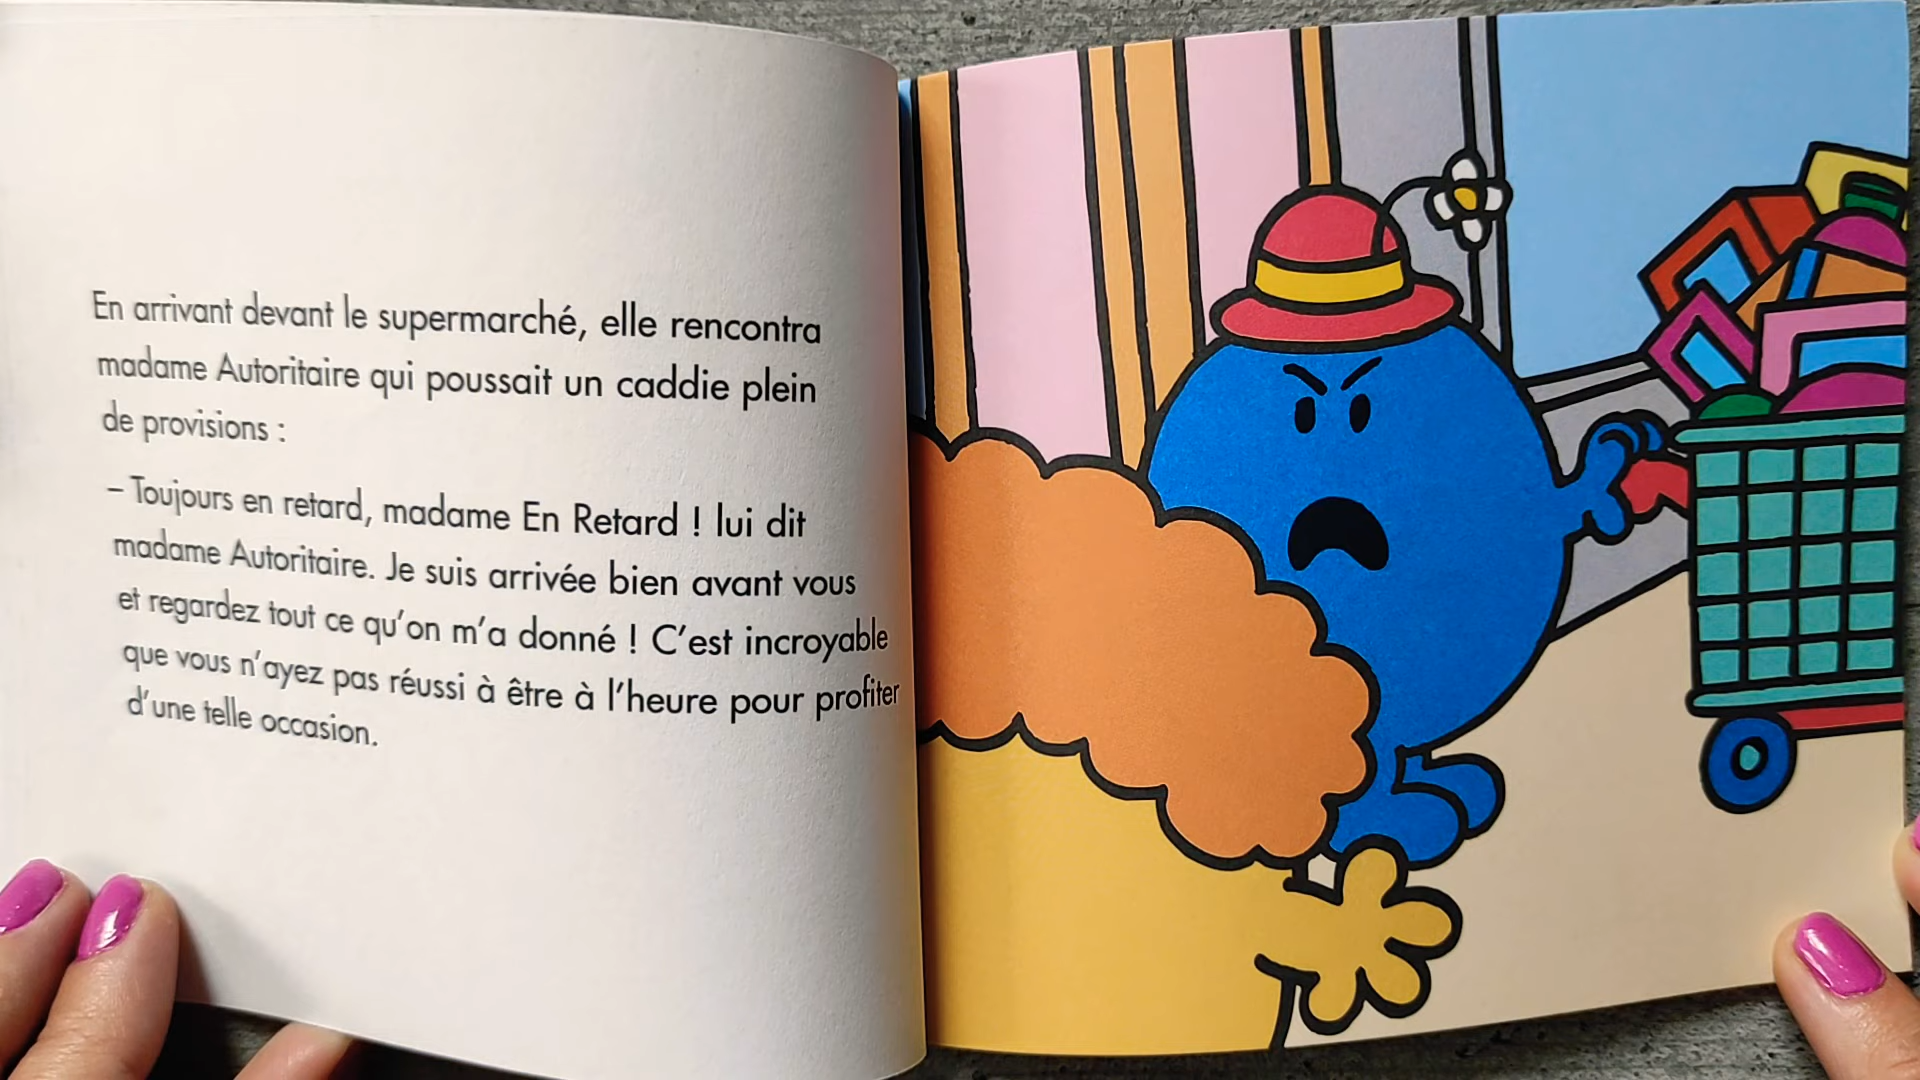 En arrivant devant le supermarché, elle rencontra
madame Autoritaire qui poussait un caddie plein
de provisions :
– Toujours en retard, madame En Retard ! lui dit
madame Autoritaire. Je suis arrivée bien avant vous
et regardez tout ce qu'on m'a donné ! C'est incroyable
que vous n'ayez pas réussi à être à l'heure pour profiter
d'une telle occasion.